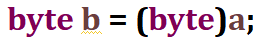 byte b = (byte)a;